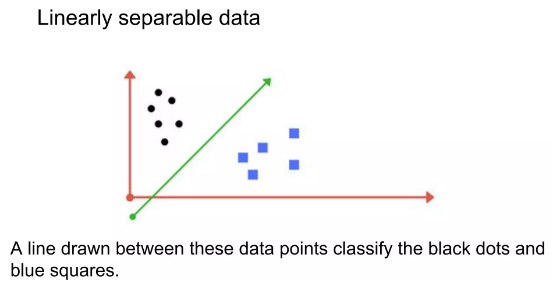 Linearly separable data
A line drawn between these data points classify the black dots and
blue squares.